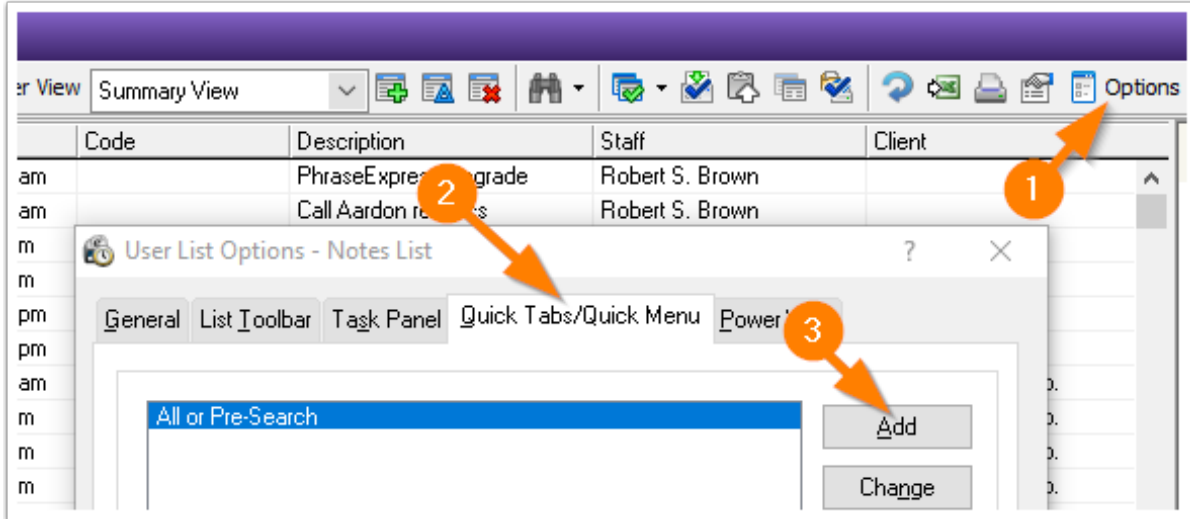 er View Summary View Options
Code Description Staff Client
am PhraseExpre grade Robert S. Brown
am Call Aardon re s Robert S. Brown
1
2
m
User List Options - Notes List ?
m
pm General List Toolbar Task Panel Quick Tabs/Quick Menu Power
3
pm
am
m All or Pre-Search Add
m
m Change